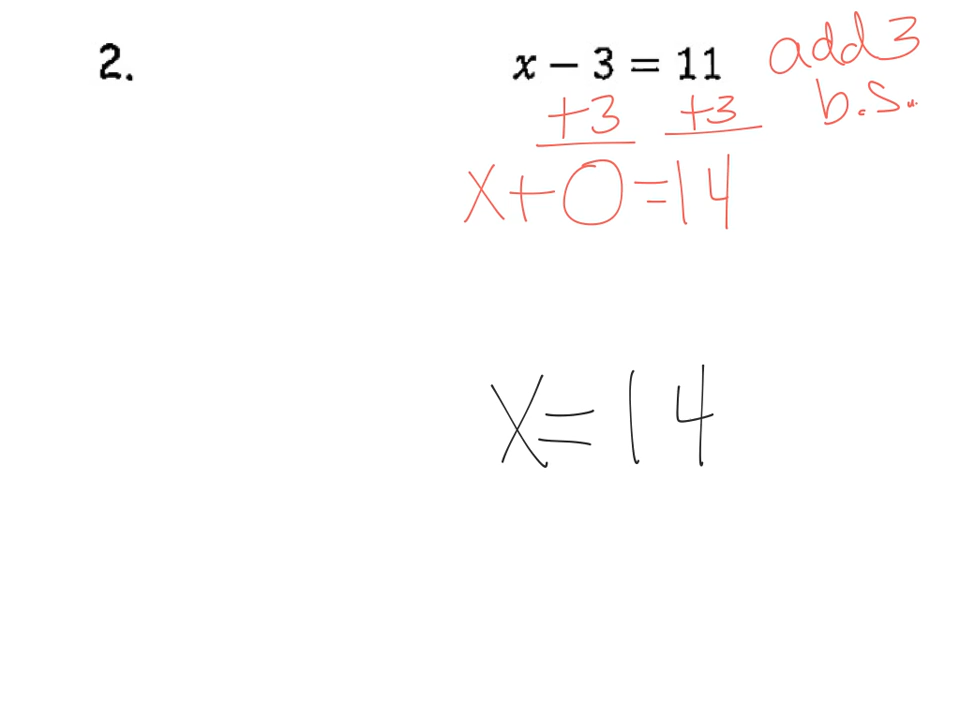 2. x − 3 = 11 add 3
+3 +3 b.s.
x+0=14
x=14